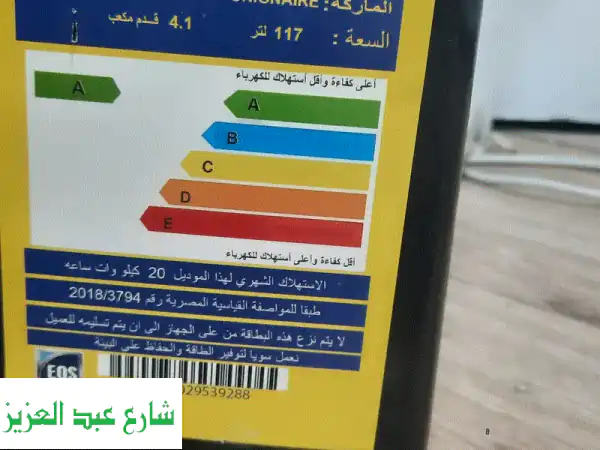 الماركة :
السعة : 117 لتر 4.1 قدم مكعب
أعلى كفاءة وأقل أستهلاك للكهرباء
A
A
B
C
D
E
أقل كفاءة وأعلى أستهلاك للكهرباء
الاستهلاك الشهري لهذا الموديل 20 كيلو وات ساعه
طبقا للمواصفة القياسية المصرية رقم 2018/3794
لا يتم نزع هذه البطاقة من على الجهاز الى ان يتم تسليمه للعميل
نعمل سويا لتوفير الطاقة والحفاظ على البيئة
EOS
029539288
شارع عبد العزيز